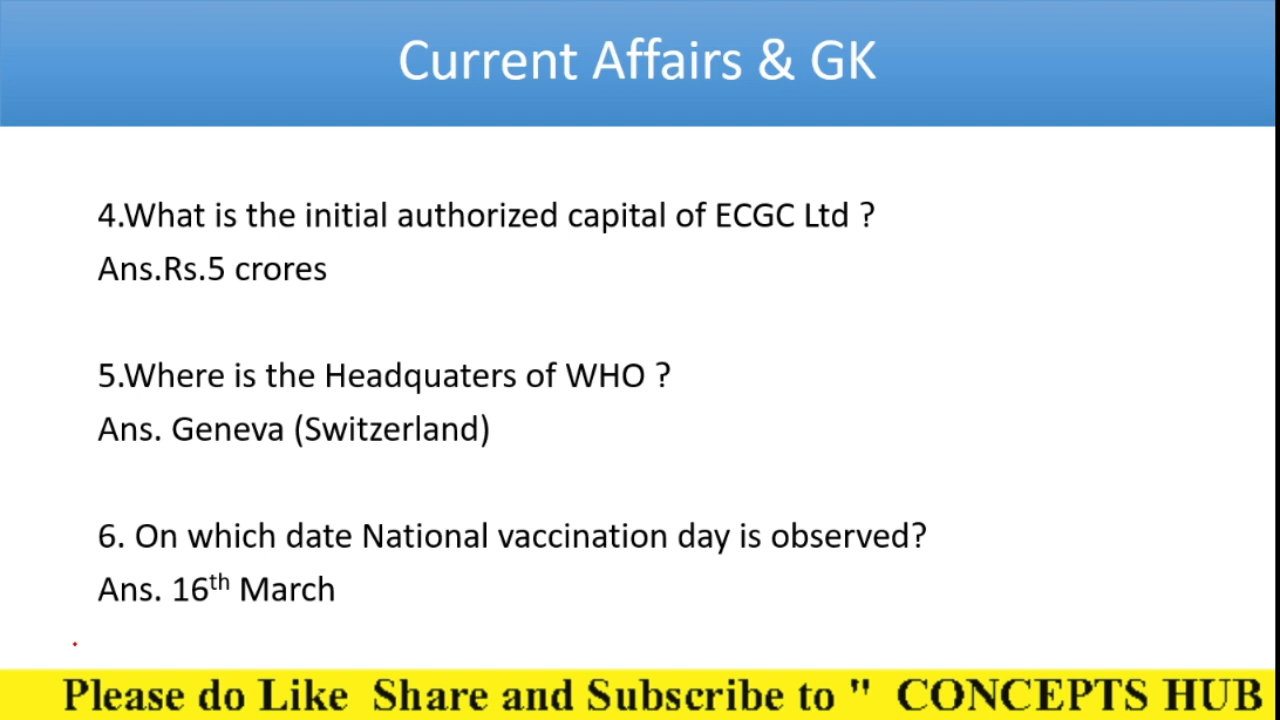 Current Affairs & GK
4.What is the initial authorized capital of ECGC Ltd ?
Ans.Rs.5 crores
5.Where is the Headquaters of WHO ?
Ans. Geneva (Switzerland)
6. On which date National vaccination day is observed?
Ans. 16th March
Please do Like Share and Subscribe to " CONCEPTS HUB